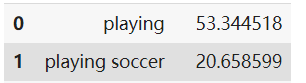 0 playing 53.344518
1 playing soccer 20.658599